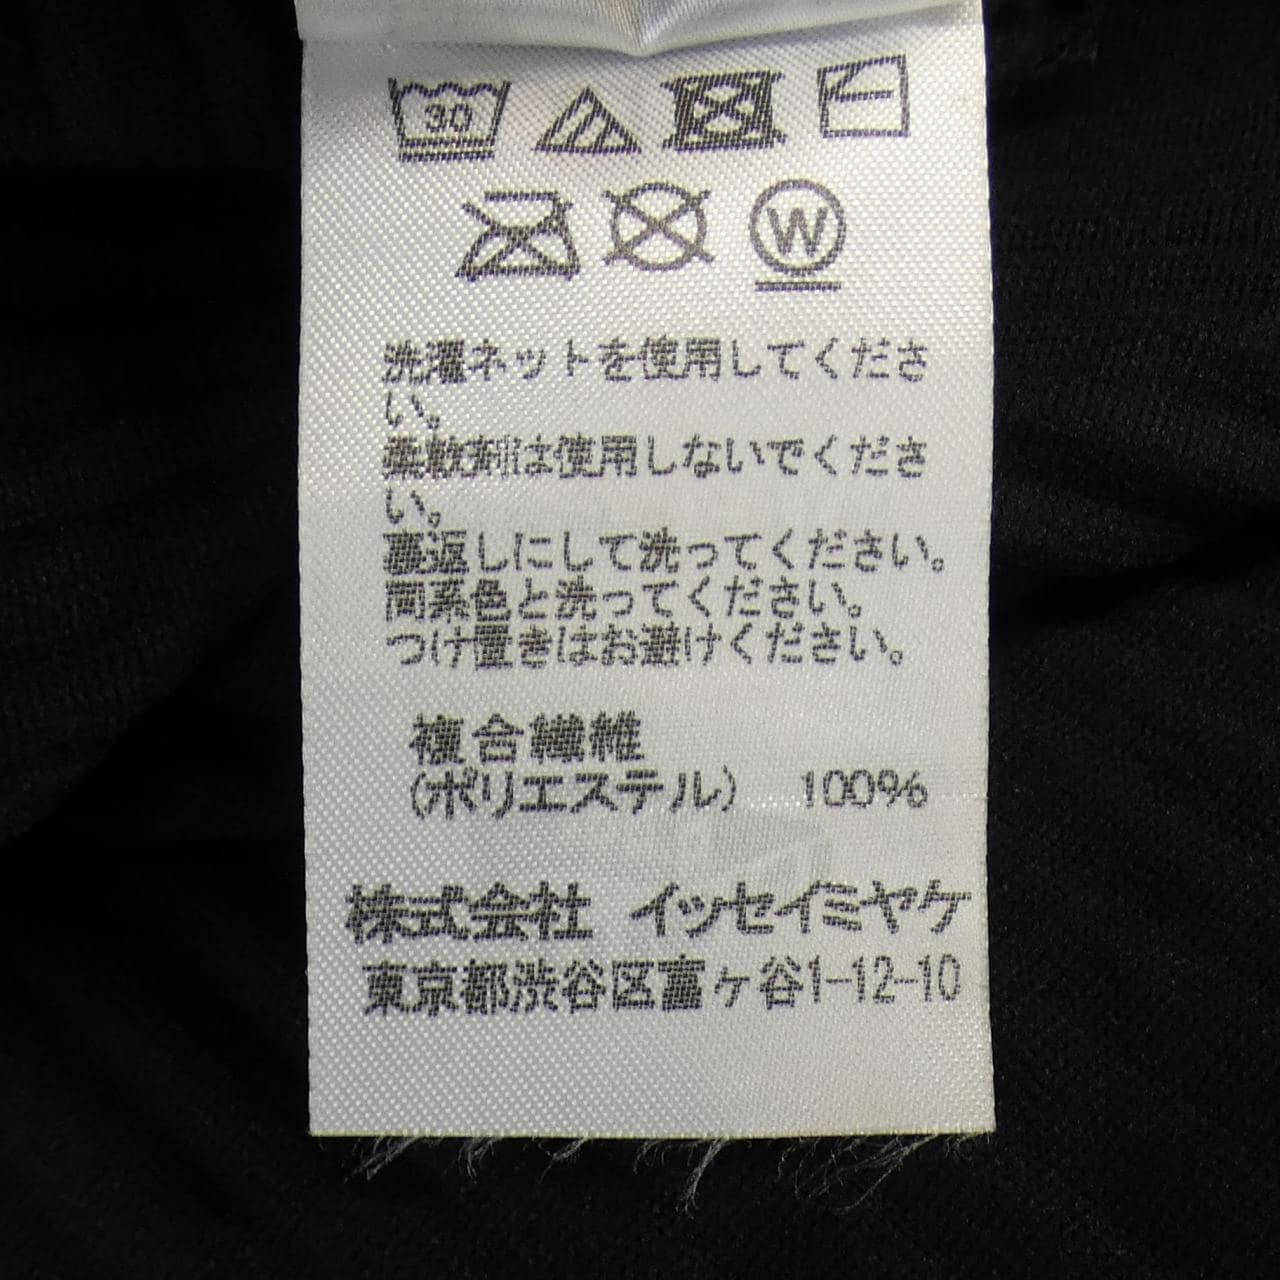 30
W
洗濯ネットを使用してくださ
い。
柔軟剤は使用しないでくださ
い。
裏返しにして洗ってください。
同系色と洗ってください。
つけ置きはお避けください。
複合繊維
(ポリエステル) 100%
株式会社 イッセイミヤケ
東京都渋谷区富ヶ谷1-12-10